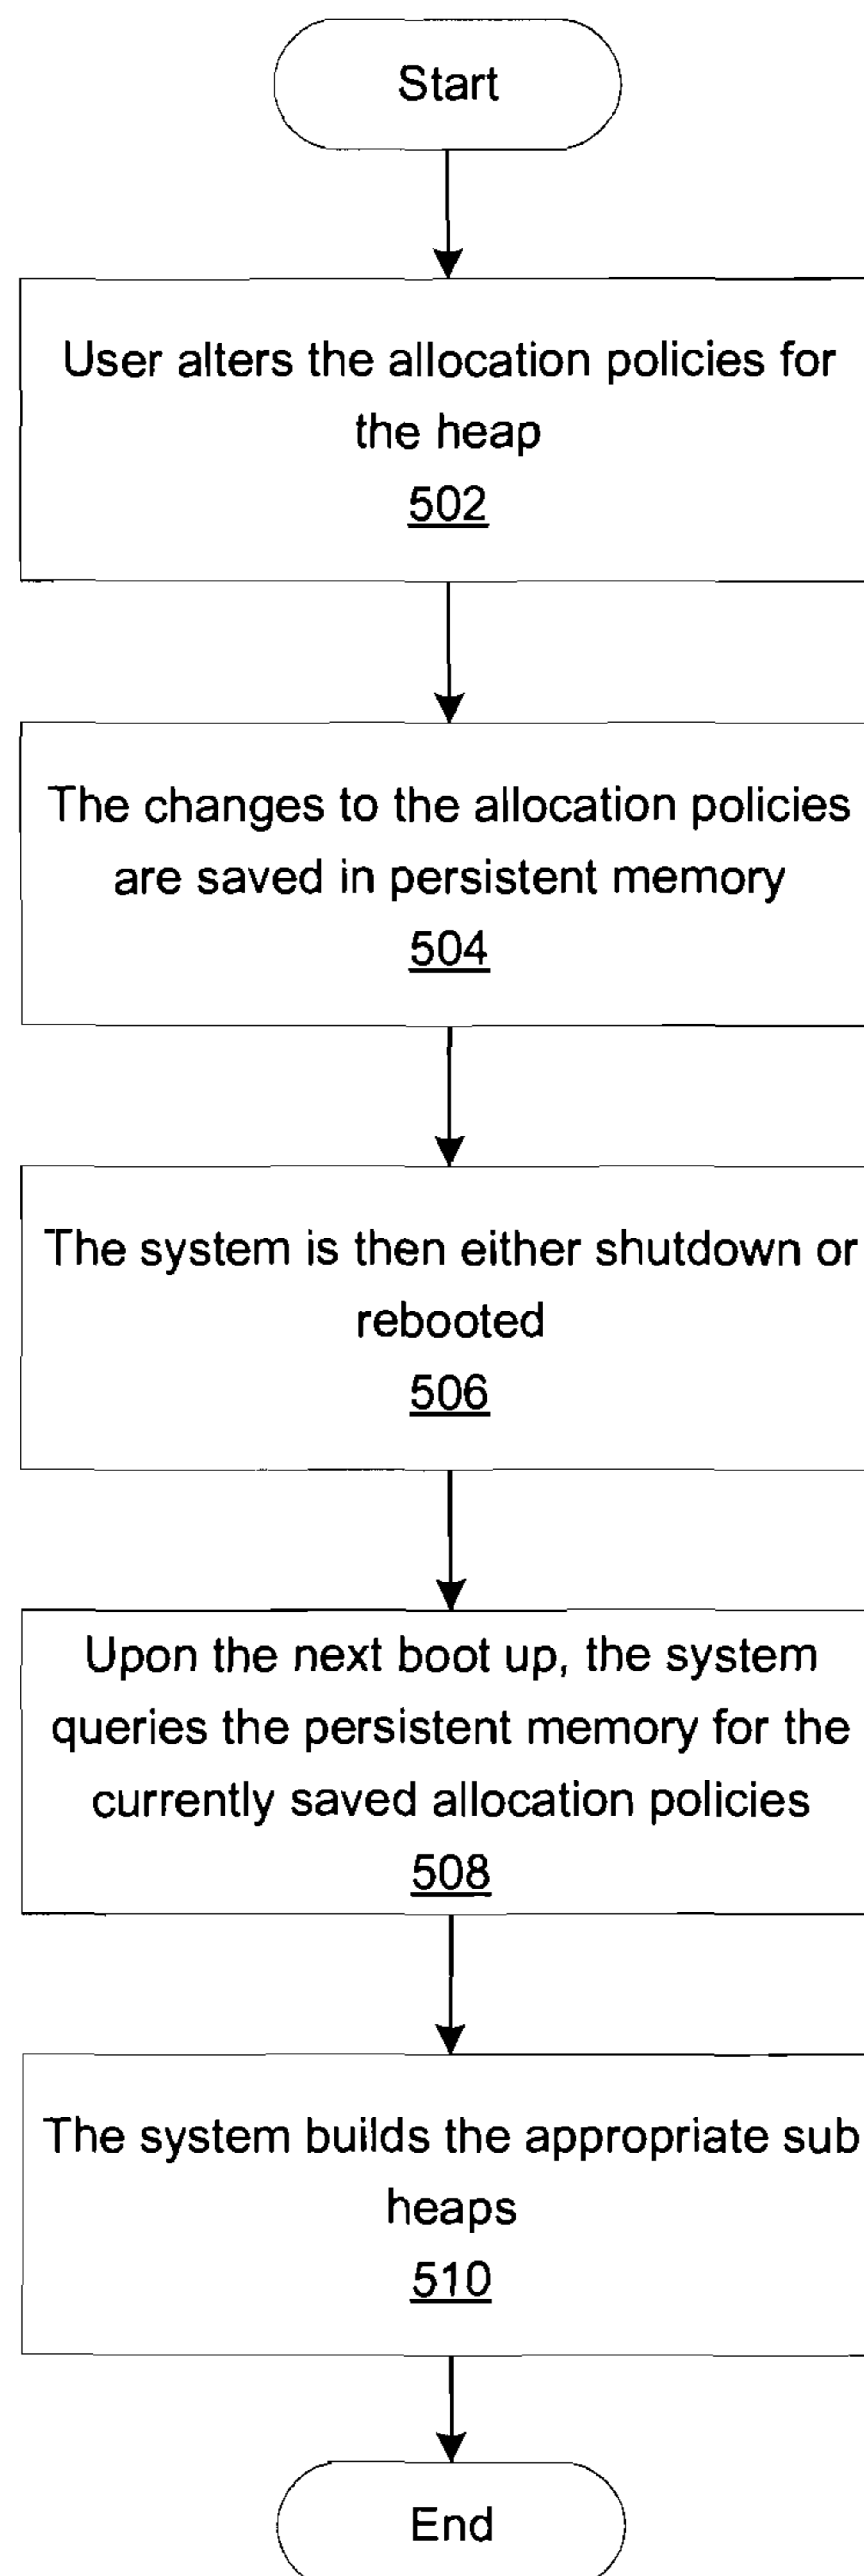 Start
User alters the allocation policies for
the heap
502
The changes to the allocation policies
are saved in persistent memory
504
The system is then either shutdown or
rebooted
506
Upon the next boot up, the system
queries the persistent memory for the
currently saved allocation policies
508
The system builds the appropriate sub
heaps
510
End